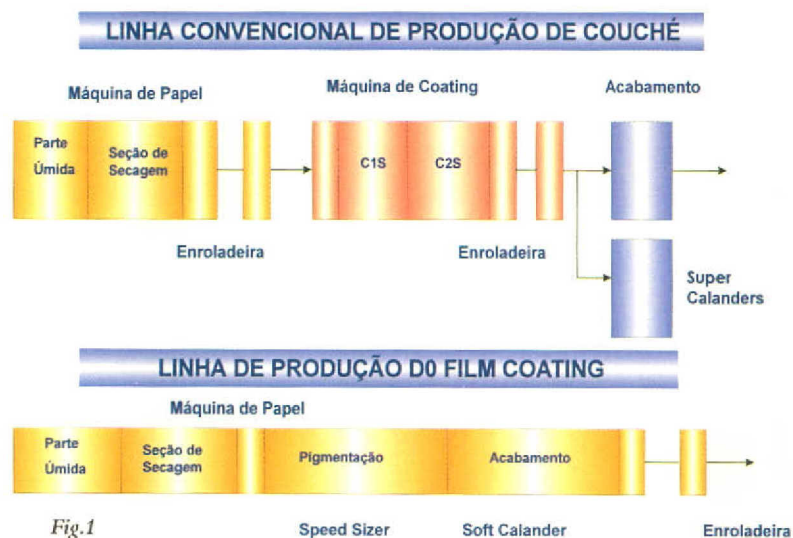 LINHA CONVENCIONAL DE PRODUÇÃO DE COUCHÉ
Máquina de Papel
Máquina de Coating
Acabamento
Parte
Úmida
Seção de
Secagem
C1S
C2S
Enroladeira
Enroladeira
Super
Calanders
LINHA DE PRODUÇÃO D0 FILM COATING
Máquina de Papel
Parte
Úmida
Seção de
Secagem
Pigmentação
Acabamento
Fig.1
Speed Sizer
Soft Calander
Enroladeira